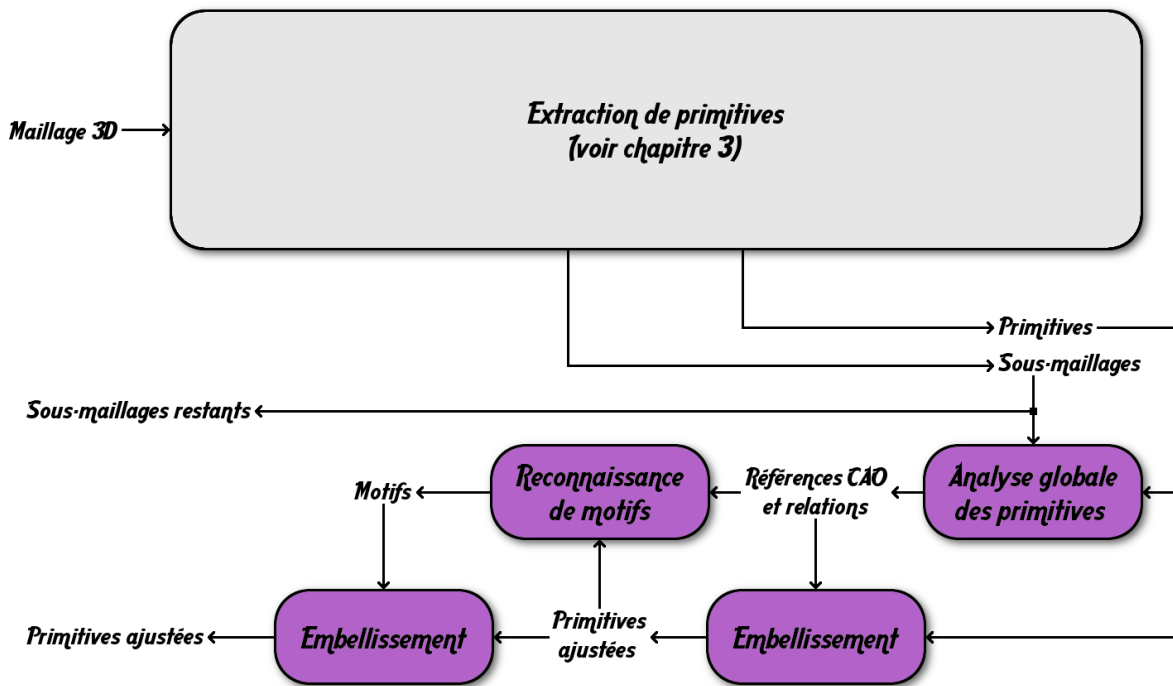 Extraction de primitives
(voir chapitre 3)
Maillage 3D
Primitives
Sous-maillages
Sous-maillages restants
Motifs
Reconnaissance
de motifs
Références CAO
et relations
Analyse globale
des primitives
Primitives ajustées
Embellissement
Primitives
ajustées
Embellissement